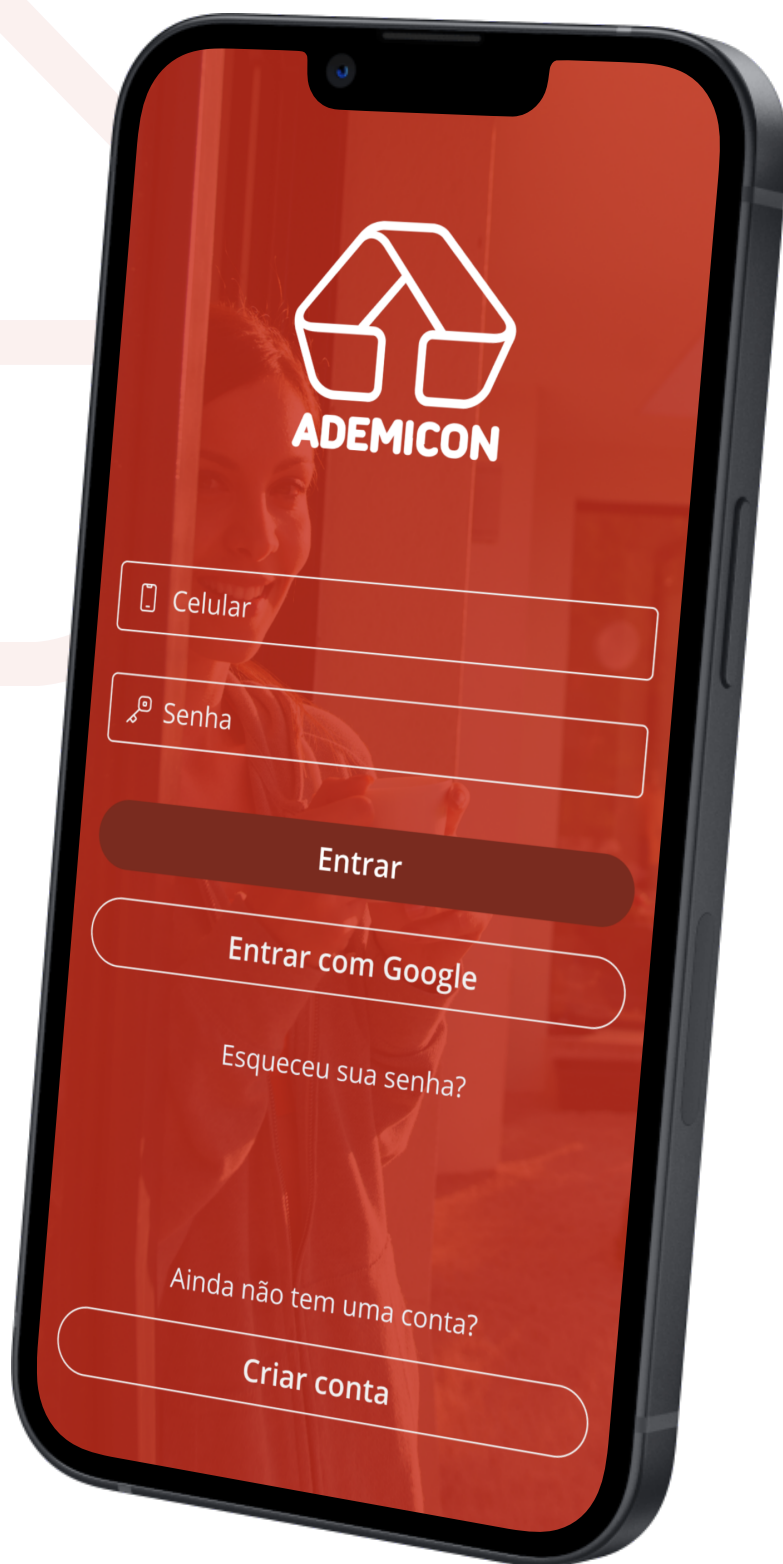 ADEMICON
Celular
Senha
Entrar
Entrar com Google
Esqueceu sua senha?
Ainda não tem uma conta?
Criar conta